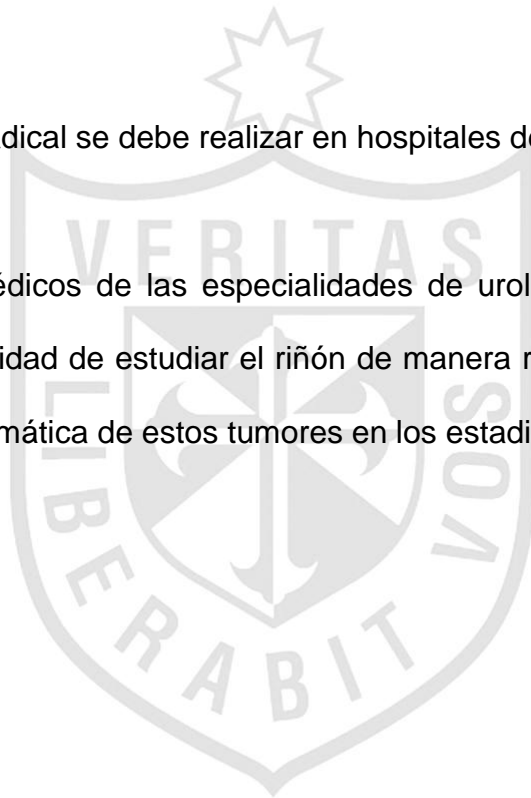 adical se debe realizar en hospitales de
édicos de las especialidades de urol
idad de estudiar el riñón de manera
mática de estos tumores en los estadi
VERITAS
LIBERABIT
VOS